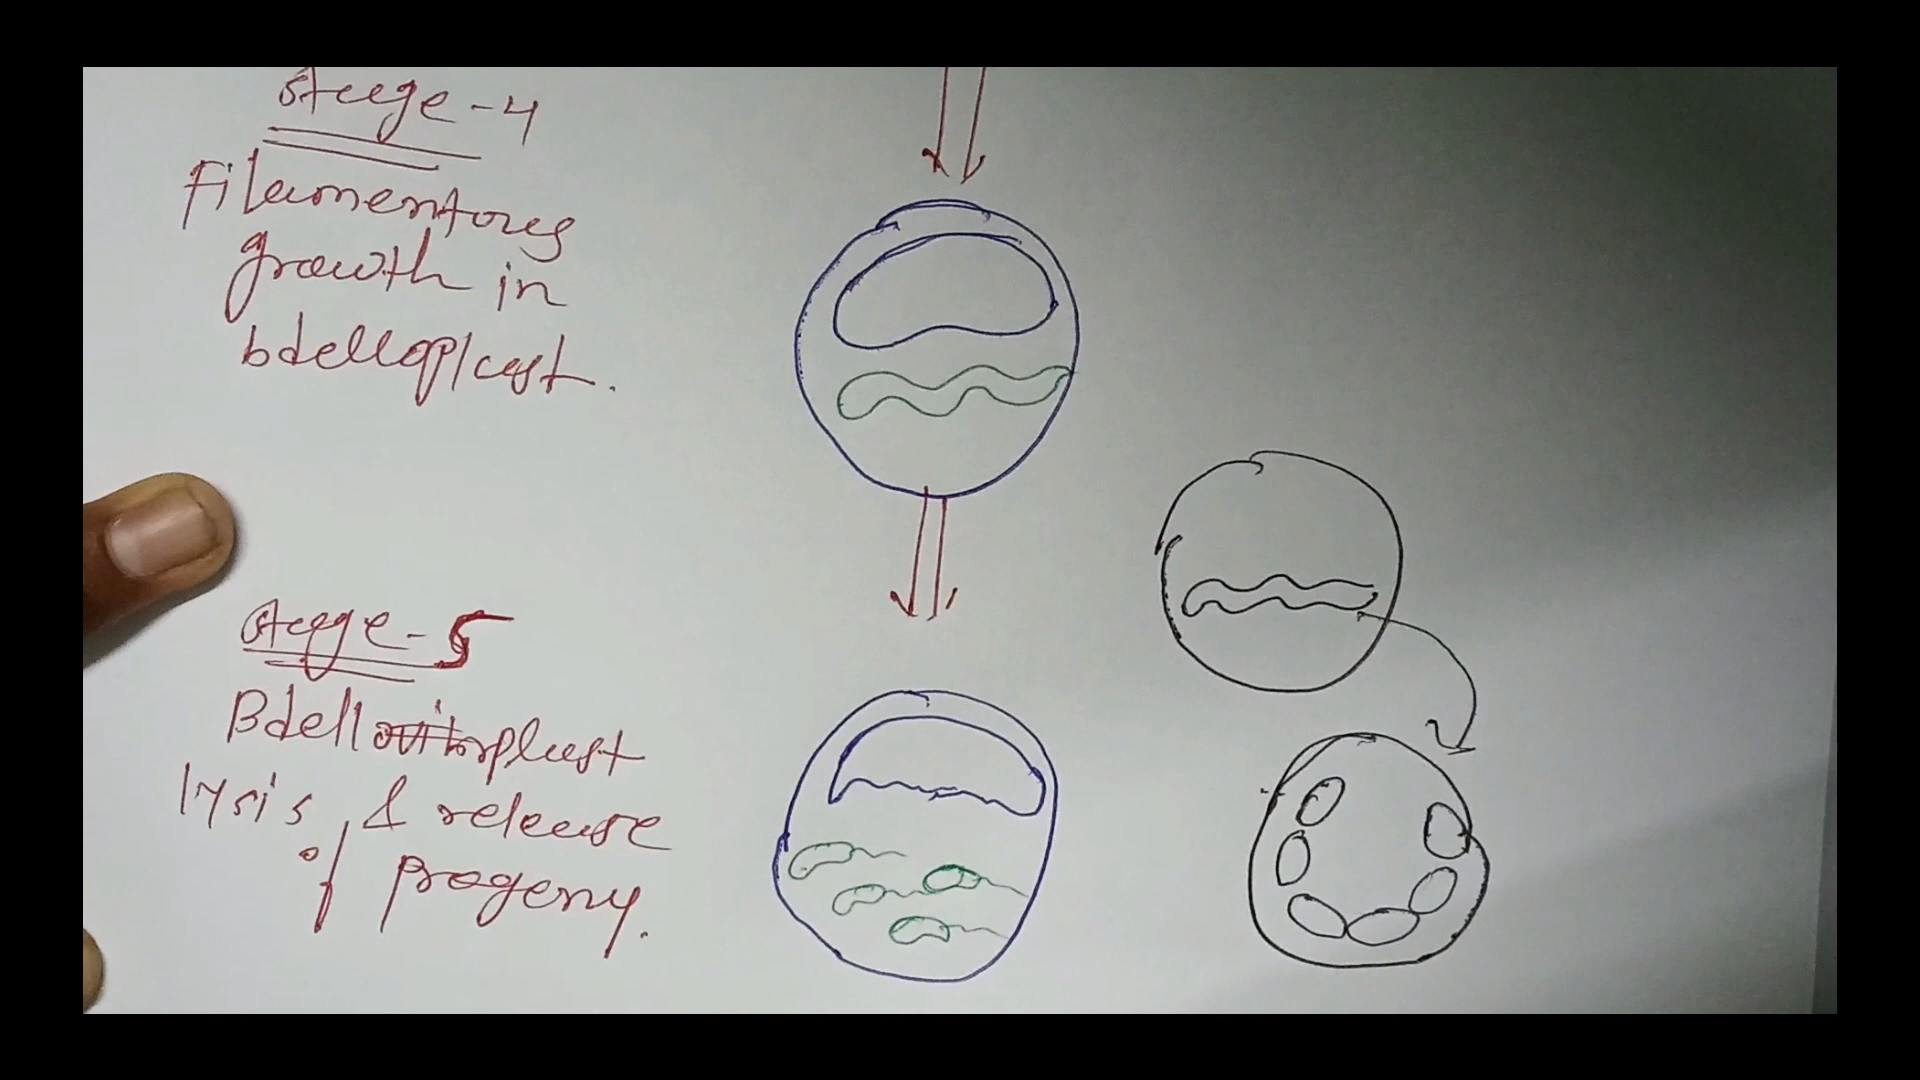 Stage-4
Filamentous
growth in
bdelloplast.
Stage-5
Bdelloplast
lysis & release
of progeny.